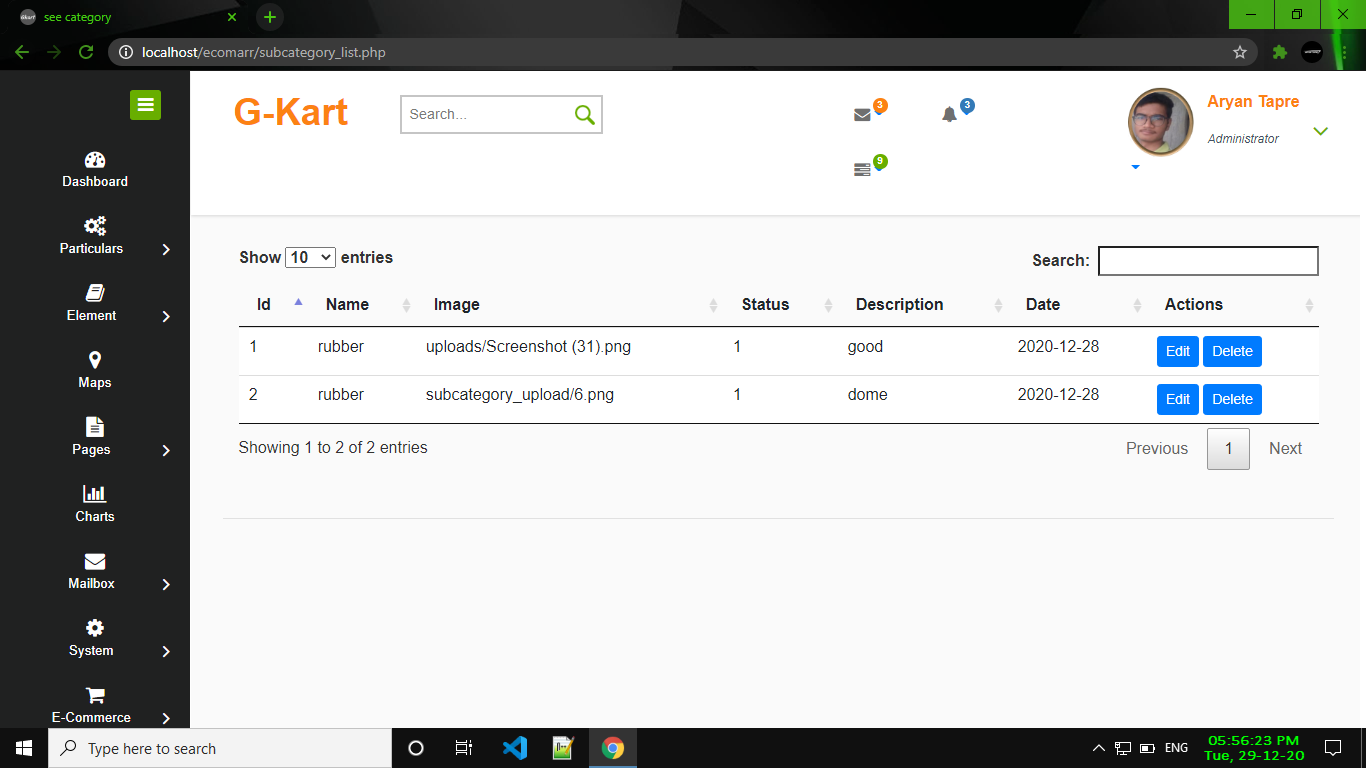 see category
localhost/ecomarr/subcategory_list.php
G-Kart
Search...
3
3
9
Aryan Tapre
Administrator
Dashboard
Particulars
Element
Maps
Pages
Charts
Mailbox
System
E-Commerce
Show 10 entries
Search:
Id Name Image Status Description Date Actions
1 rubber uploads/Screenshot (31).png 1 good 2020-12-28 Edit Delete
2 rubber subcategory_upload/6.png 1 dome 2020-12-28 Edit Delete
Showing 1 to 2 of 2 entries
Previous 1 Next
Type here to search
ENG
05:56:23 PM
Tue, 29-12-20